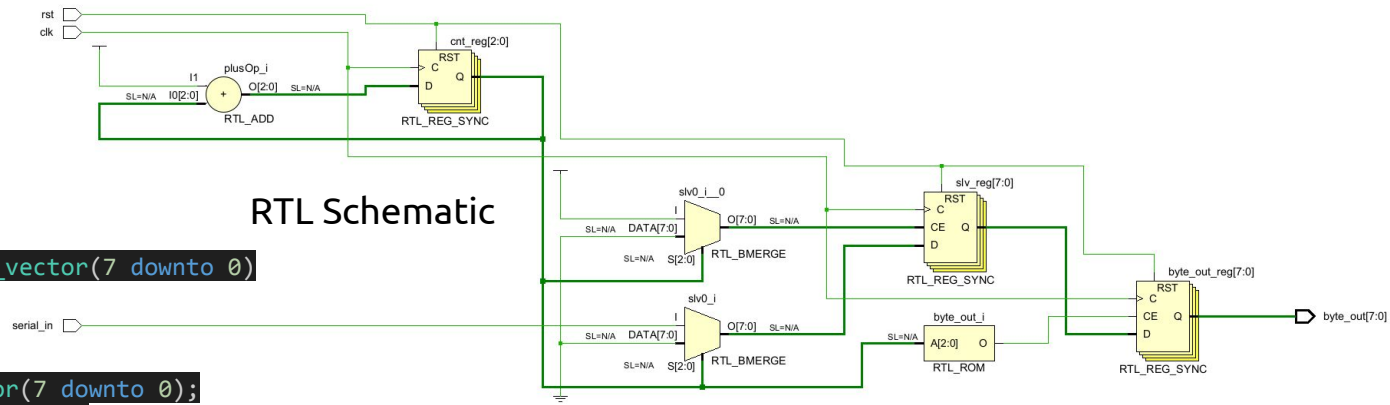 rst
clk
cnt_reg[2:0]
RST
C
Q
D
RTL_REG_SYNC
plusOp_i
I1
SL=N/A I0[2:0]
+
O[2:0] SL=N/A
RTL_ADD
RTL Schematic
_vector(7 downto 0)
serial_in
or(7 downto 0);
slv0_i__0
I
SL=N/A DATA[7:0]
O[7:0] SL=N/A
SL=N/A S[2:0]
RTL_BMERGE
slv0_i
I
SL=N/A DATA[7:0]
O[7:0] SL=N/A
SL=N/A S[2:0]
RTL_BMERGE
slv_reg[7:0]
RST
C
CE Q
D
RTL_REG_SYNC
byte_out_i
SL=N/A A[2:0] O
RTL_ROM
byte_out_reg[7:0]
RST
C
CE Q
D
RTL_REG_SYNC
byte_out[7:0]